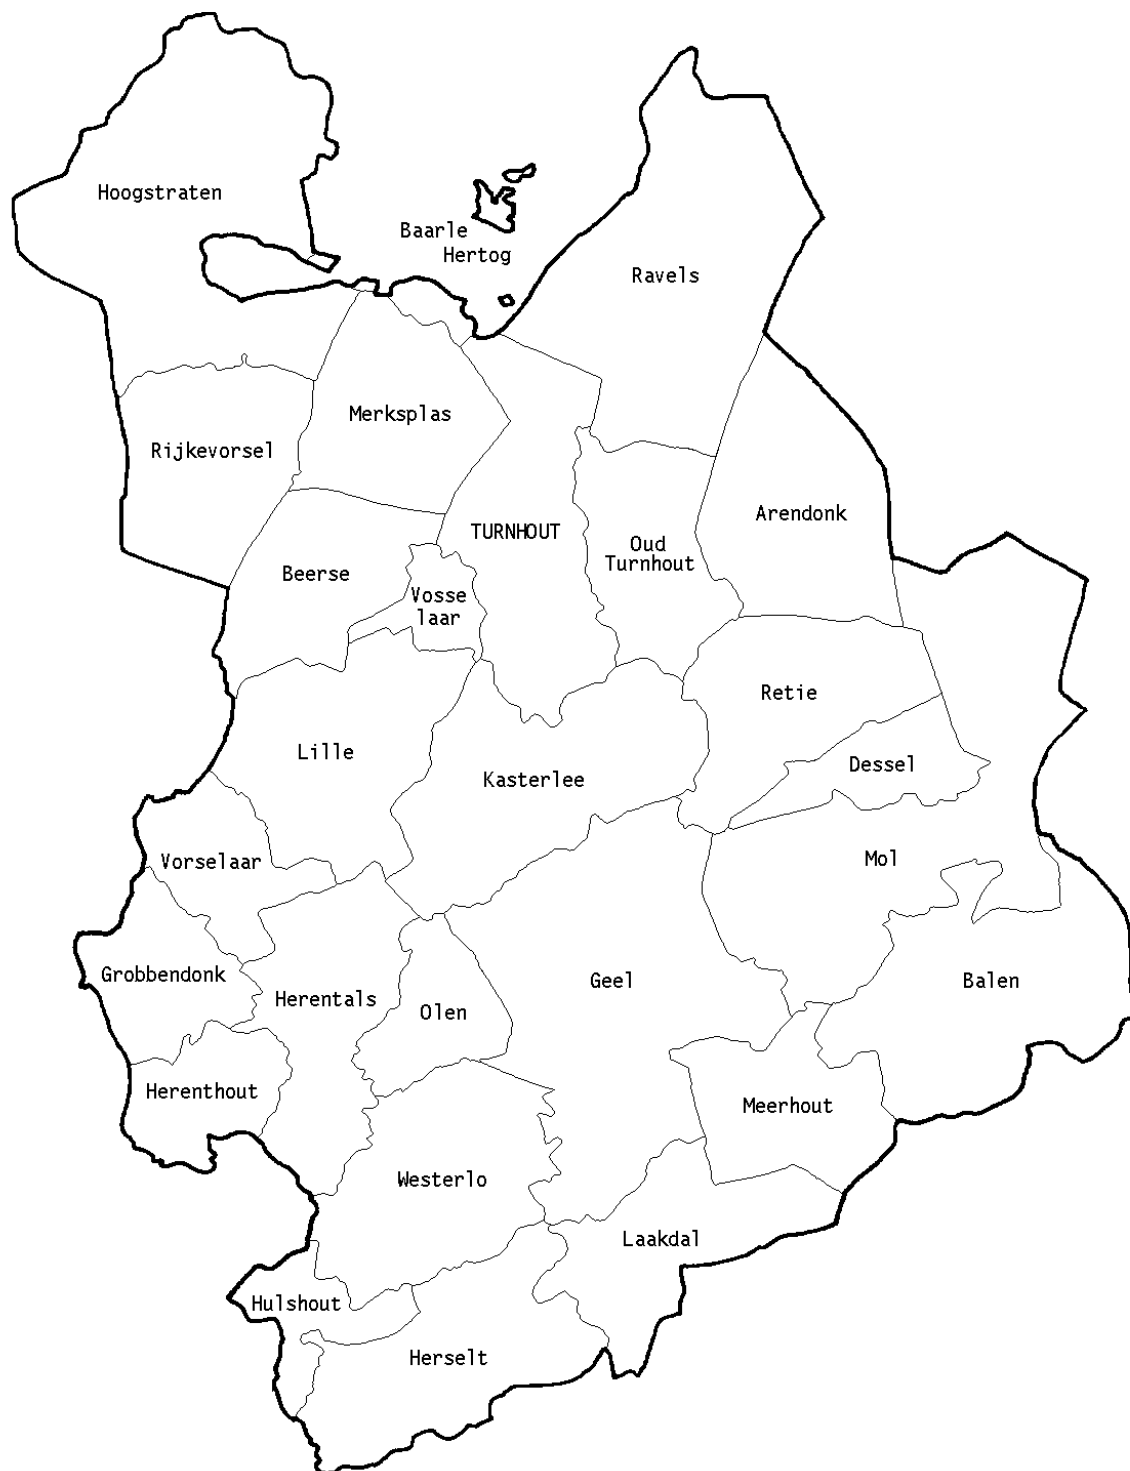 Hoogstraten
Baarle
Hertog
Ravels
Merksplas
Rijkevorsel
Arendonk
TURNHOUT
Oud
Turnhout
Beerse
Vosse
laar
Retie
Lille
Dessel
Kasterlee
Mol
Vorselaar
Grobbendonk
Geel
Balen
Herentals
Olen
Herenthout
Meerhout
Westerlo
Laakdal
Hulshout
Herselt